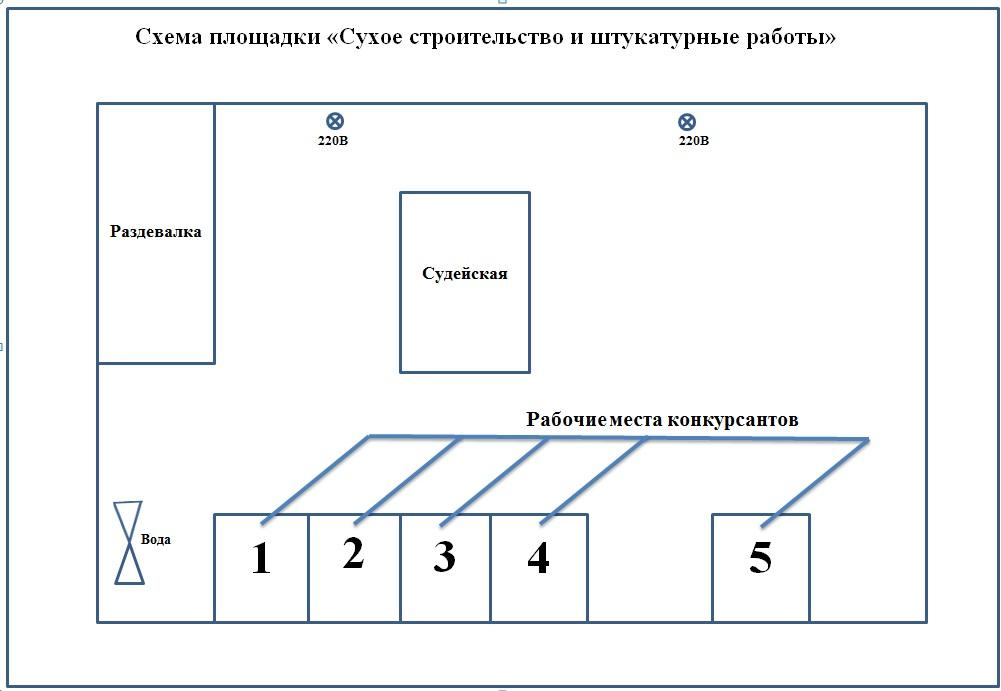 Схема площадки «Сухое строительство и штукатурные работы»
220В
220В
Раздевалка
Судейская
Рабочие места конкурсантов
Вода
1
2
3
4
5